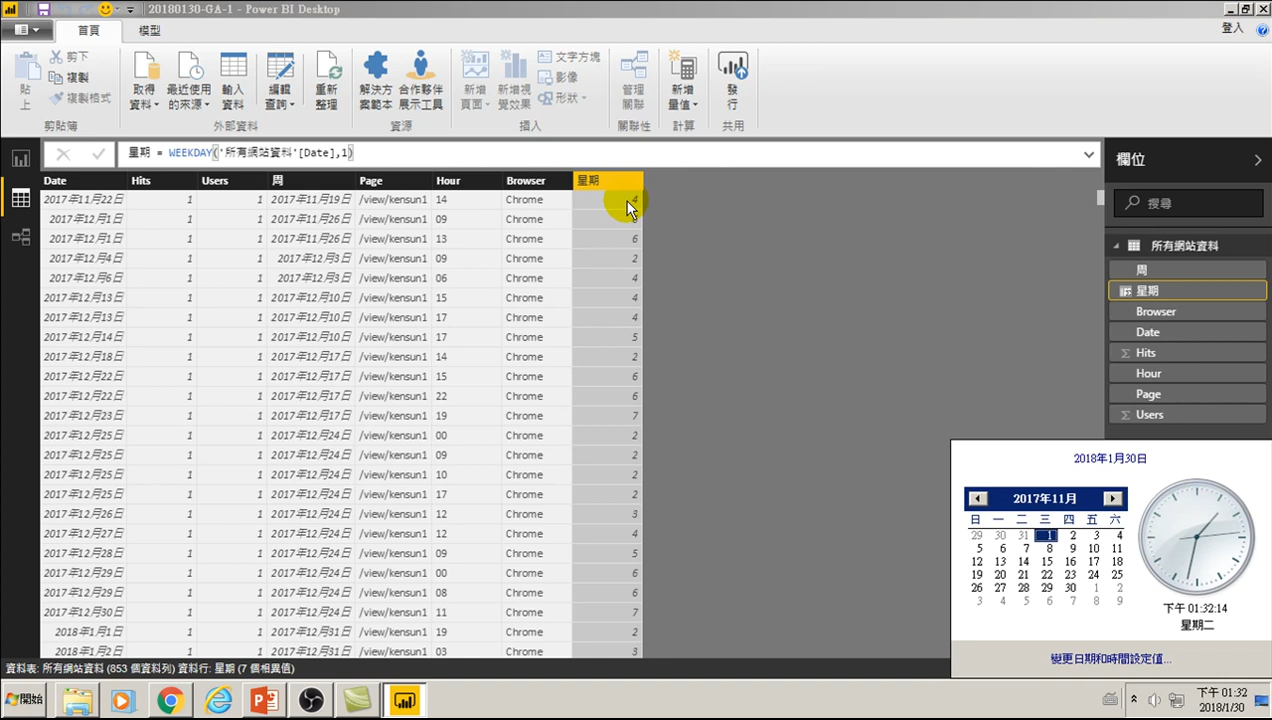 20180130-GA-1 - Power BI Desktop
首頁 模型
登入
貼上
剪下
複製
複製格式
剪貼簿
取得資料
最近使用的來源
輸入資料
編輯查詢
重新整理
外部資料
解決方案範本
合作夥伴展示工具
資源
新增頁面
新增視覺效果
文字方塊
影像
形狀
插入
管理關聯
關聯性
新增量值
計算
發行
共用
星期 = WEEKDAY('所有網站資料'[Date],1)
Date Hits Users 周 Page Hour Browser 星期
2017年11月22日 1 1 2017年11月19日 /view/kensun1 14 Chrome 4
2017年12月1日 1 1 2017年11月26日 /view/kensun1 09 Chrome
2017年12月1日 1 1 2017年11月26日 /view/kensun1 13 Chrome 6
2017年12月4日 1 1 2017年12月3日 /view/kensun1 09 Chrome 2
2017年12月6日 1 1 2017年12月3日 /view/kensun1 06 Chrome 4
2017年12月13日 1 1 2017年12月10日 /view/kensun1 15 Chrome 4
2017年12月13日 1 1 2017年12月10日 /view/kensun1 17 Chrome 4
2017年12月14日 1 1 2017年12月10日 /view/kensun1 17 Chrome 5
2017年12月18日 1 1 2017年12月17日 /view/kensun1 14 Chrome 2
2017年12月22日 1 1 2017年12月17日 /view/kensun1 15 Chrome 6
2017年12月22日 1 1 2017年12月17日 /view/kensun1 22 Chrome 6
2017年12月23日 1 1 2017年12月17日 /view/kensun1 19 Chrome 7
2017年12月25日 1 1 2017年12月24日 /view/kensun1 00 Chrome 2
2017年12月25日 1 1 2017年12月24日 /view/kensun1 09 Chrome 2
2017年12月25日 1 1 2017年12月24日 /view/kensun1 10 Chrome 2
2017年12月25日 1 1 2017年12月24日 /view/kensun1 17 Chrome 2
2017年12月26日 1 1 2017年12月24日 /view/kensun1 12 Chrome 3
2017年12月27日 1 1 2017年12月24日 /view/kensun1 12 Chrome 4
2017年12月28日 1 1 2017年12月24日 /view/kensun1 09 Chrome 5
2017年12月29日 1 1 2017年12月24日 /view/kensun1 00 Chrome 6
2017年12月29日 1 1 2017年12月24日 /view/kensun1 08 Chrome 6
2017年12月30日 1 1 2017年12月24日 /view/kensun1 11 Chrome 7
2018年1月1日 1 1 2017年12月31日 /view/kensun1 19 Chrome 2
2018年1月2日 1 1 2017年12月31日 /view/kensun1 03 Chrome 3
資料表: 所有網站資料 (853 個資料列) 資料行: 星期 (7 個相異值)
欄位
搜尋
所有網站資料
周
星期
Browser
Date
Σ Hits
Hour
Page
Σ Users
2018年1月30日
2017年11月
日 一 二 三 四 五 六
29 30 31 1 2 3 4
5 6 7 8 9 10 11
12 13 14 15 16 17 18
19 20 21 22 23 24 25
26 27 28 29 30 1 2
3 4 5 6 7 8 9
下午 01:32:14
星期二
變更日期和時間設定值...
開始
下午 01:32
2018/1/30